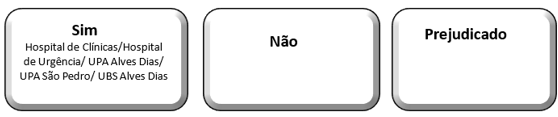 Sim
Hospital de Clínicas/Hospital
de Urgência/ UPA Alves Dias/
UPA São Pedro/ UBS Alves Dias
Não
Prejudicado